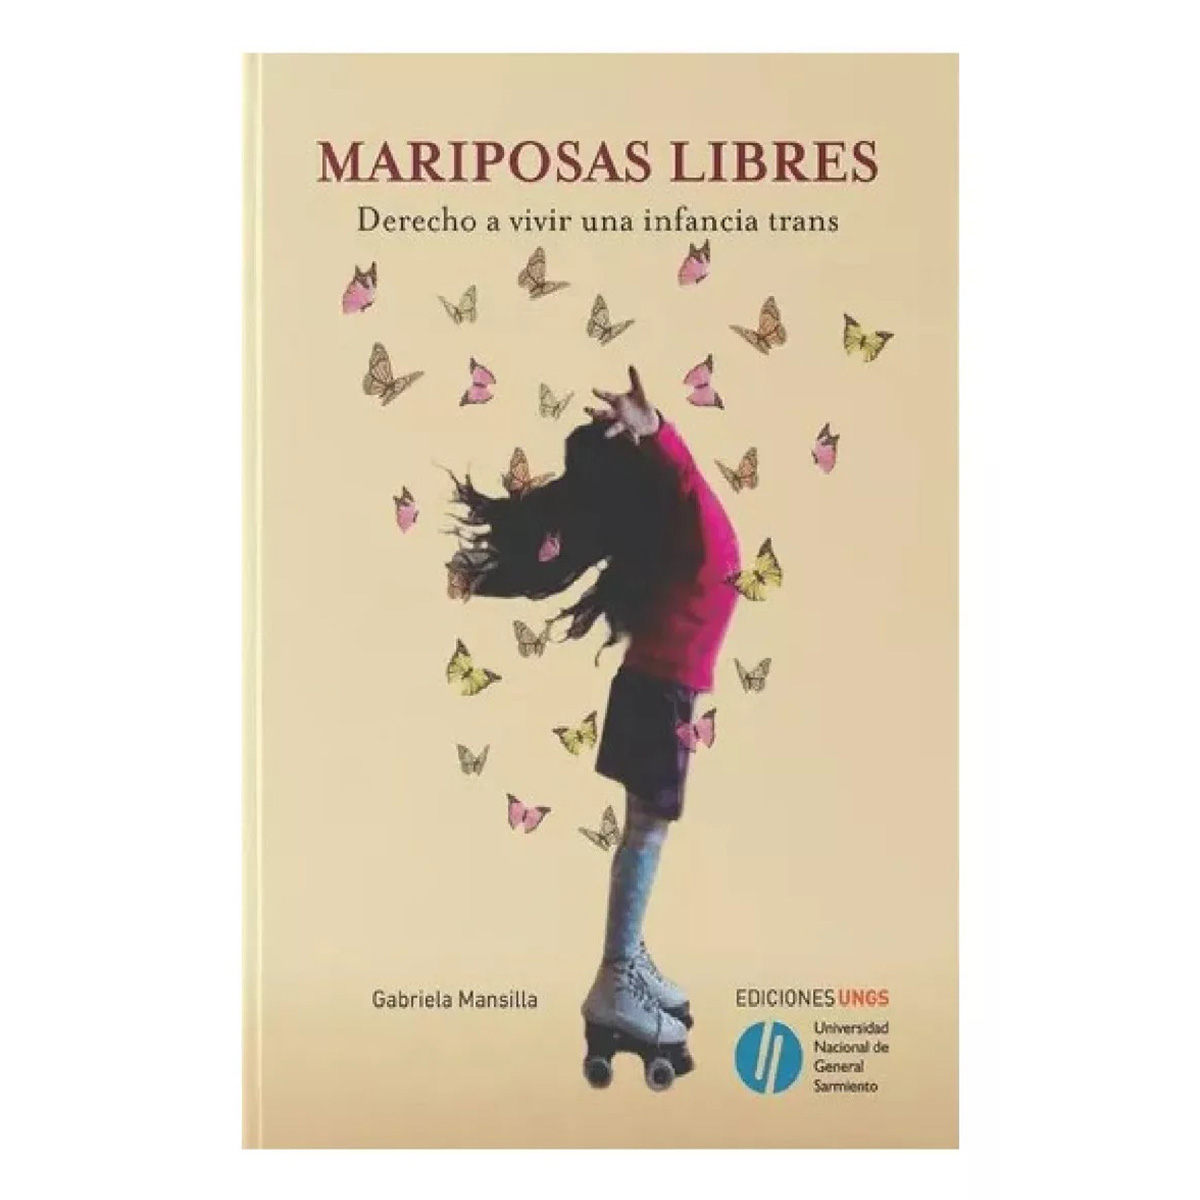 MARIPOSAS LIBRES
Derecho a vivir una infancia trans
Gabriela Mansilla
EDICIONES UNGS
Universidad
Nacional de
General
Sarmiento